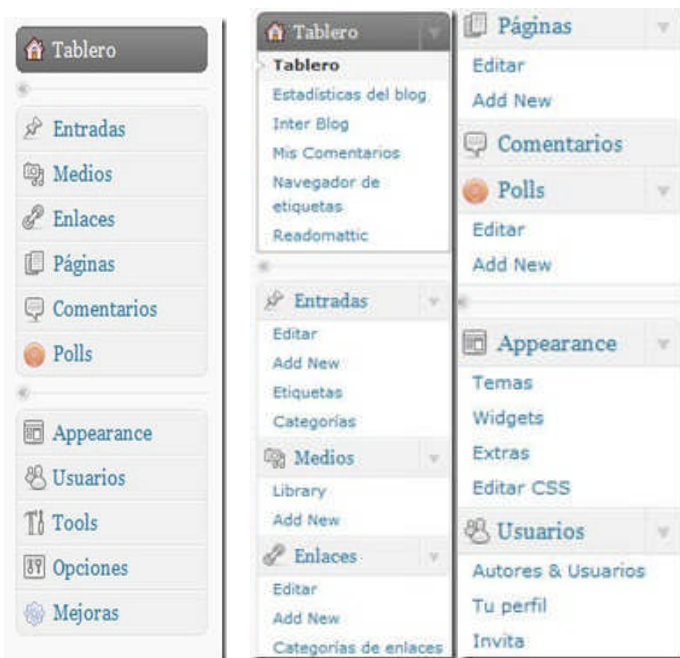 Tablero
Entradas
Medios
Enlaces
Páginas
Comentarios
Polls
Appearance
Usuarios
Tools
Opciones
Mejoras
Tablero
Tablero
Estadísticas del blog
Inter Blog
Mis Comentarios
Navegador de
etiquetas
Readomattic
Entradas
Editar
Add New
Etiquetas
Categorías
Medios
Library
Add New
Enlaces
Editar
Add New
Categorías de enlaces
Páginas
Editar
Add New
Comentarios
Polls
Editar
Add New
Appearance
Temas
Widgets
Extras
Editar CSS
Usuarios
Autores & Usuarios
Tu perfil
Invita